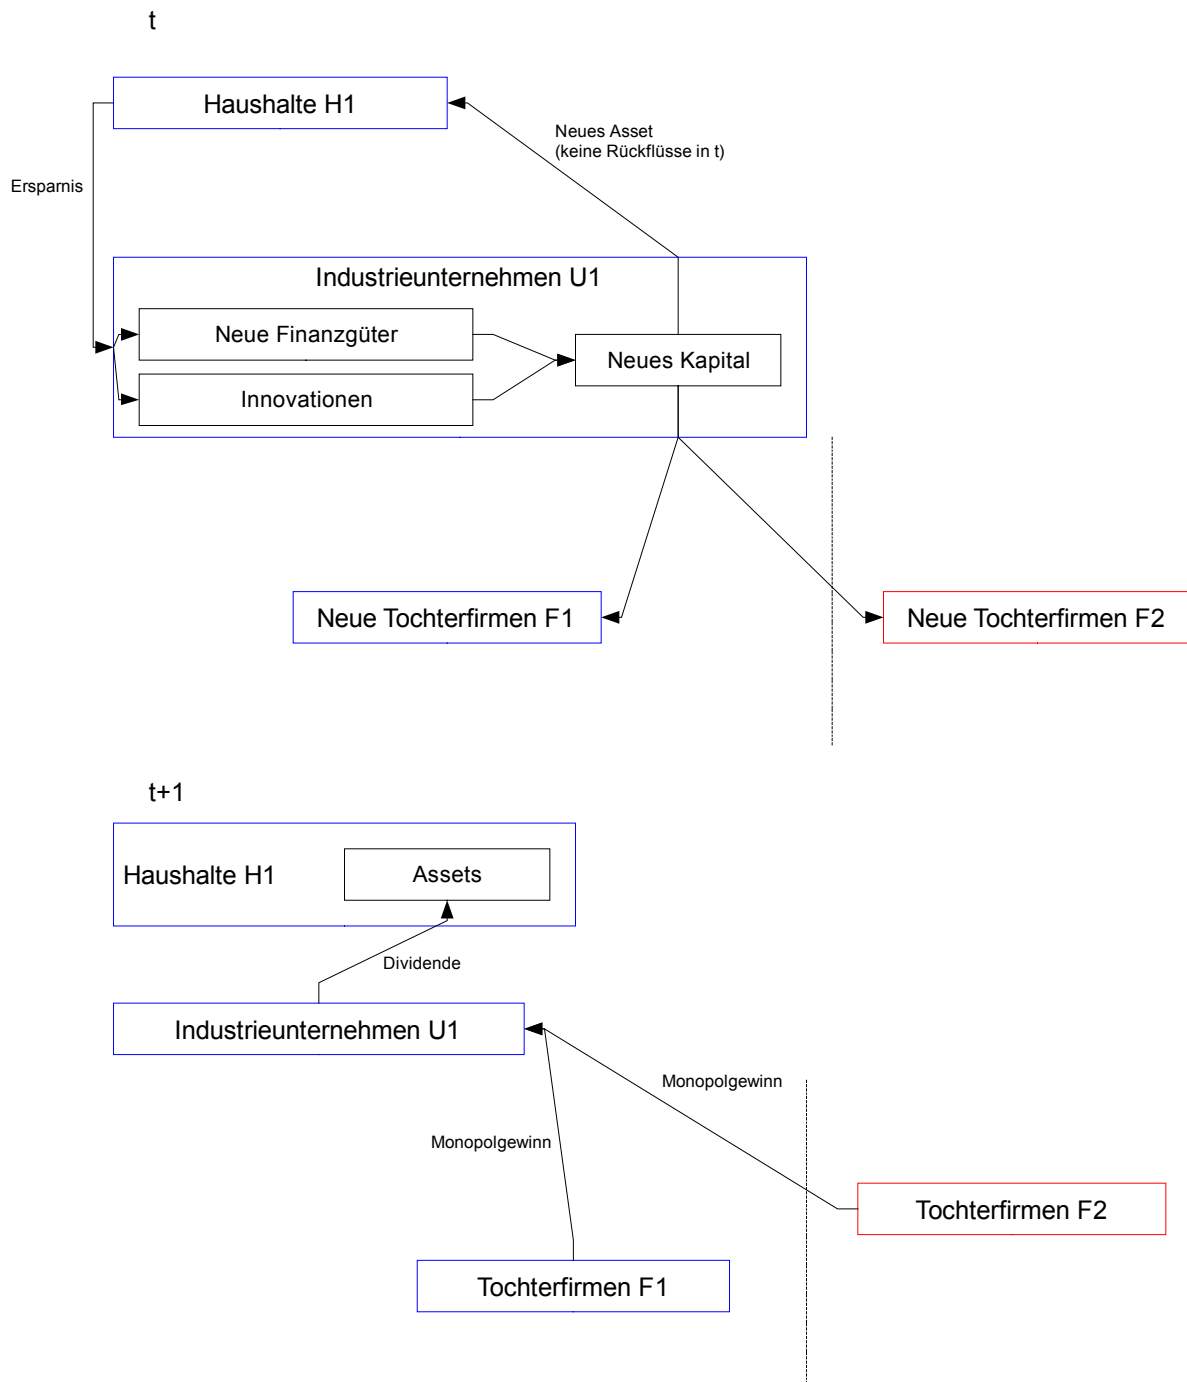 t
Haushalte H1
Neues Asset
(keine Rückflüsse in t)
Ersparnis
Industrieunternehmen U1
Neue Finanzgüter
Neues Kapital
Innovationen
Neue Tochterfirmen F1
Neue Tochterfirmen F2
t+1
Haushalte H1
Assets
Dividende
Industrieunternehmen U1
Monopolgewinn
Monopolgewinn
Tochterfirmen F2
Tochterfirmen F1